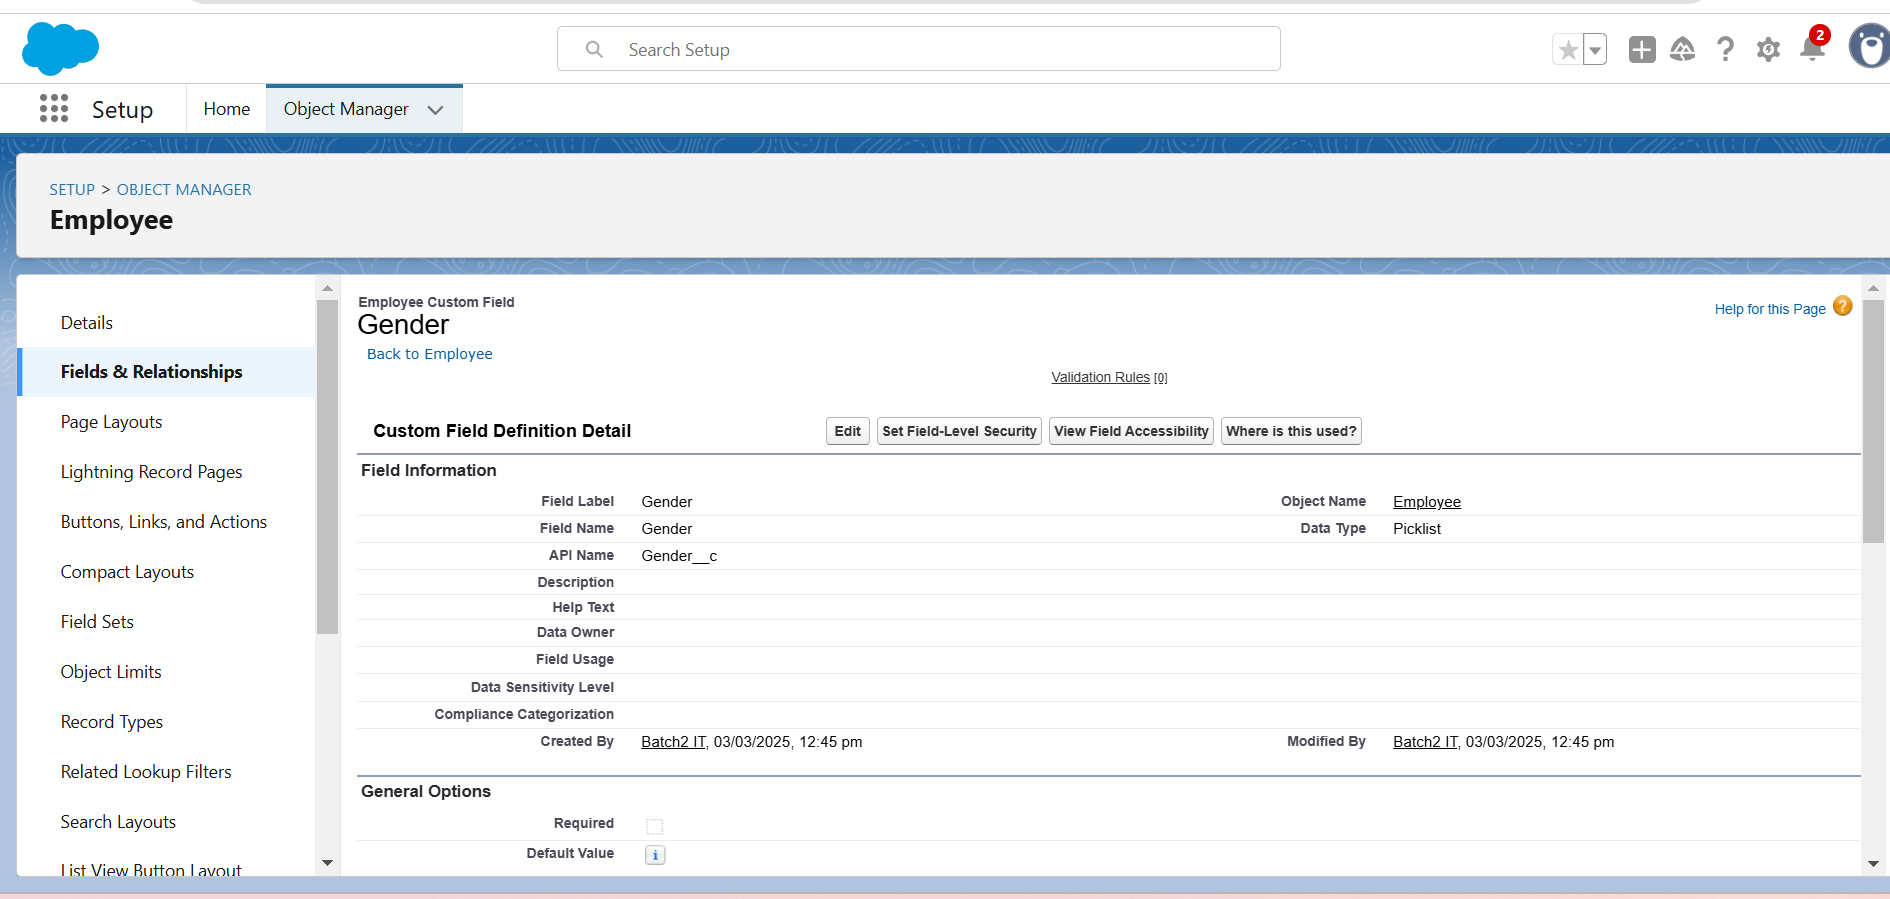 Search Setup
2
Setup
Home
Object Manager
SETUP > OBJECT MANAGER
Employee
Details
Fields & Relationships
Page Layouts
Lightning Record Pages
Buttons, Links, and Actions
Compact Layouts
Field Sets
Object Limits
Record Types
Related Lookup Filters
Search Layouts
List View Button Layout
Employee Custom Field
Gender
Back to Employee
Help for this Page ?
Validation Rules [0]
Custom Field Definition Detail
Edit
Set Field-Level Security
View Field Accessibility
Where is this used?
Field Information
Field Label Gender Object Name Employee
Field Name Gender Data Type Picklist
API Name Gender__c
Description
Help Text
Data Owner
Field Usage
Data Sensitivity Level
Compliance Categorization
Created By Batch2 IT, 03/03/2025, 12:45 pm Modified By Batch2 IT, 03/03/2025, 12:45 pm
General Options
Required
Default Value i